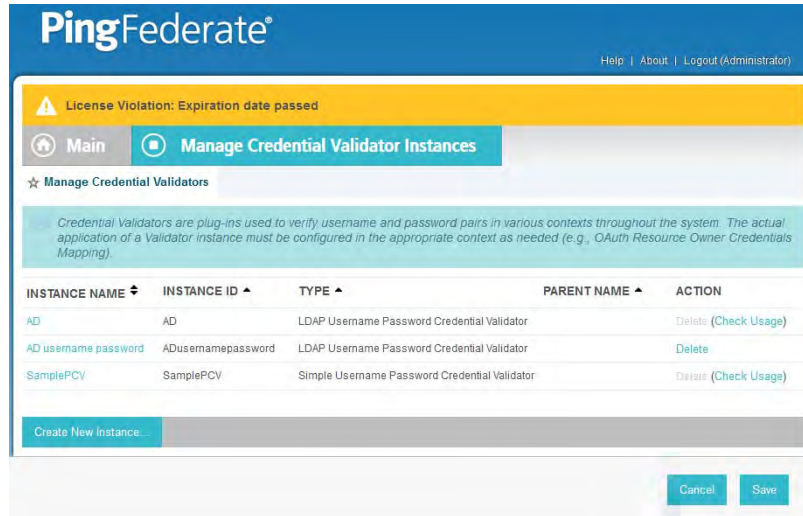 PingFederate®
Help | About | Logout (Administrator)
License Violation: Expiration date passed
Main
Manage Credential Validator Instances
Manage Credential Validators
Credential Validators are plug-ins used to verify username and password pairs in various contexts throughout the system. The actual
application of a Validator instance must be configured in the appropriate context as needed (e.g., OAuth Resource Owner Credentials
Mapping).
INSTANCE NAME INSTANCE ID TYPE PARENT NAME ACTION
AD AD LDAP Username Password Credential Validator Delete (Check Usage)
AD username password ADusernamepassword LDAP Username Password Credential Validator Delete
SamplePCV SamplePCV Simple Username Password Credential Validator Delete (Check Usage)
Create New Instance...
Cancel Save